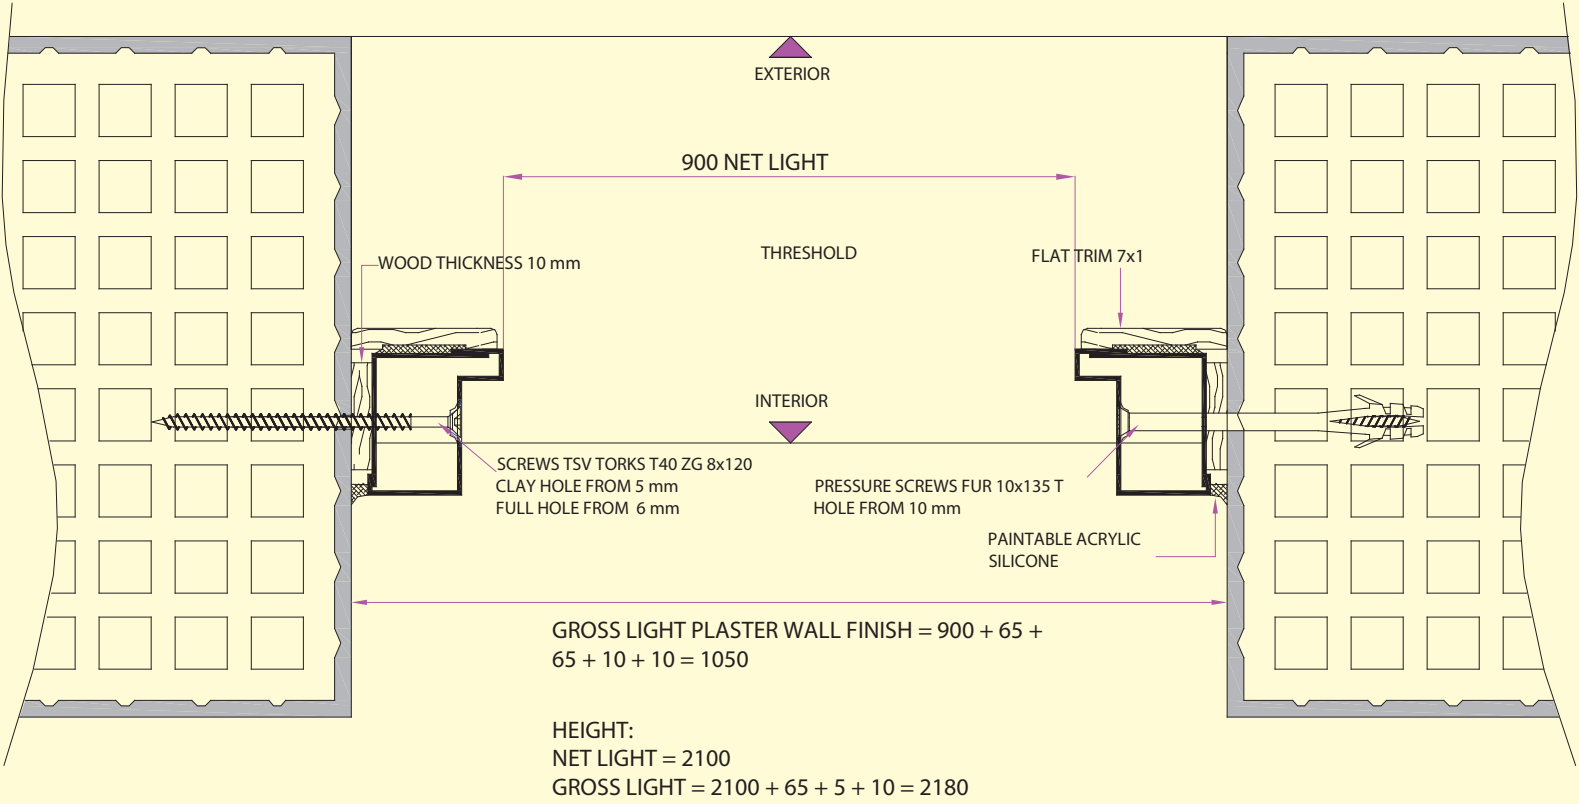 EXTERIOR
900 NET LIGHT
THRESHOLD
WOOD THICKNESS 10 mm
FLAT TRIM 7x1
INTERIOR
SCREWS TSV TORKS T40 ZG 8x120
CLAY HOLE FROM 5 mm
FULL HOLE FROM 6 mm
PRESSURE SCREWS FUR 10x135 T
HOLE FROM 10 mm
PAINTABLE ACRYLIC
SILICONE
GROSS LIGHT PLASTER WALL FINISH = 900 + 65 +
65 + 10 + 10 = 1050
HEIGHT:
NET LIGHT = 2100
GROSS LIGHT = 2100 + 65 + 5 + 10 = 2180